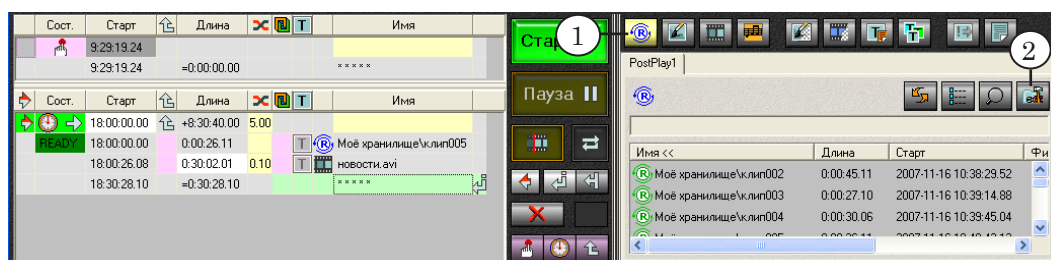 Сост. Старт Длина T Имя
9:29:19.24
9:29:19.24 =0:00:00.00 * * * * *
Сост. Старт Длина T Имя
18:00:00.00 +8:30:40.00 5.00
READY 18:00:00.00 0:00:26.11 T (R) Моё хранилище\клип005
18:00:26.08 0:30:02.01 0.10 T новости.avi
18:30:28.10 =0:30:28.10 * * * * *
Пауза
1
2
PostPlay1
edit
Имя << Длина Старт
Моё хранилище\клип002 0:00:45.11 2007-11-16 10:38:29.52
Моё хранилище\клип003 0:00:27.10 2007-11-16 10:39:14.88
Моё хранилище\клип004 0:00:30.06 2007-11-16 10:39:45.04